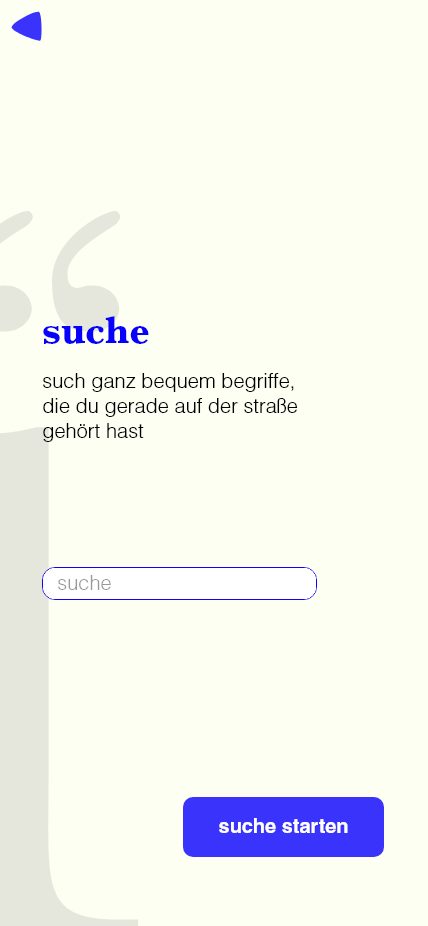 suche
such ganz bequem begriffe,
die du gerade auf der straße
gehört hast
suche
suche starten